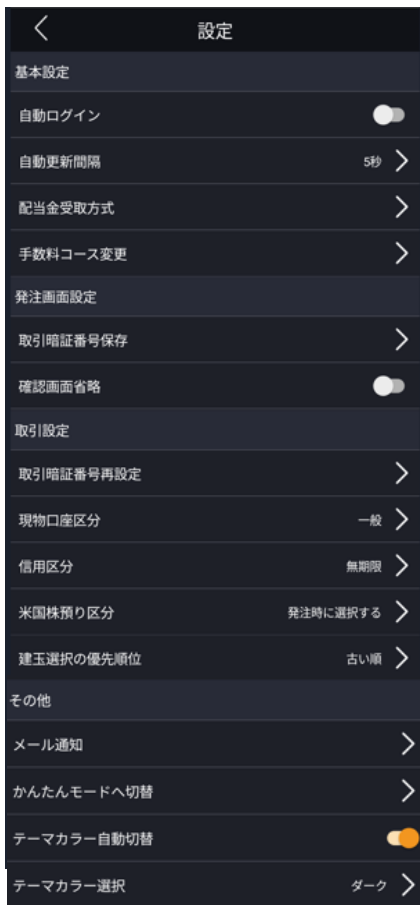 設定
基本設定
自動ログイン
自動更新間隔 5秒
配当金受取方式
手数料コース変更
発注画面設定
取引暗証番号保存
確認画面省略
取引設定
取引暗証番号再設定
現物口座区分 一般
信用区分 無期限
米国株預り区分 発注時に選択する
建玉選択の優先順位 古い順
その他
メール通知
かんたんモードへ切替
テーマカラー自動切替
テーマカラー選択 ダーク